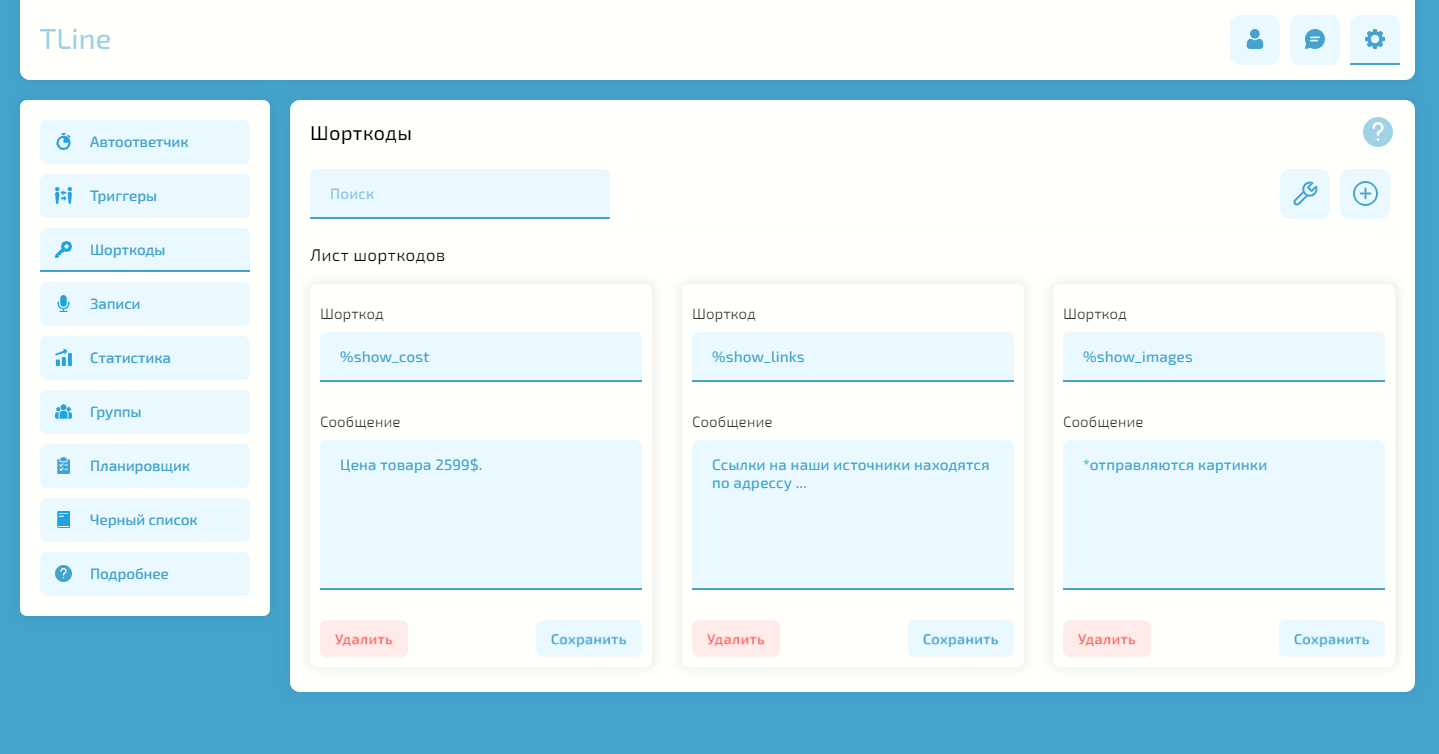 TLine
Автоответчик
Триггеры
Шорткоды
Записи
Статистика
Группы
Планировщик
Черный список
Подробнее
Шорткоды
?
Поиск
Лист шорткодов
Шорткод
%show_cost
Сообщение
Цена товара 2599$.
Удалить
Сохранить
Шорткод
%show_links
Сообщение
Ссылки на наши источники находятся
по адрессу ...
Удалить
Сохранить
Шорткод
%show_images
Сообщение
*отправляются картинки
Удалить
Сохранить